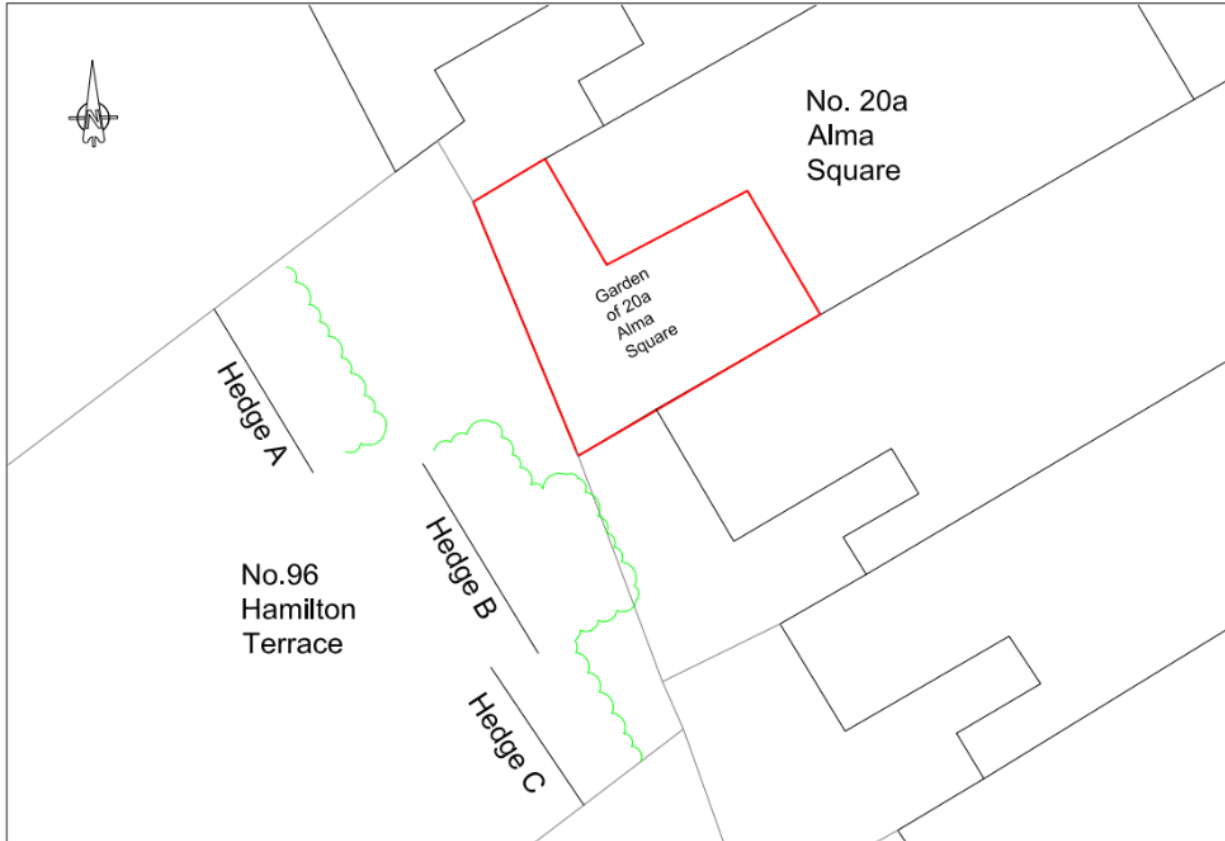 N
No. 20a
Alma
Square
Garden
of 20a
Alma
Square
Hedge A
Hedge B
No.96
Hamilton
Terrace
Hedge C